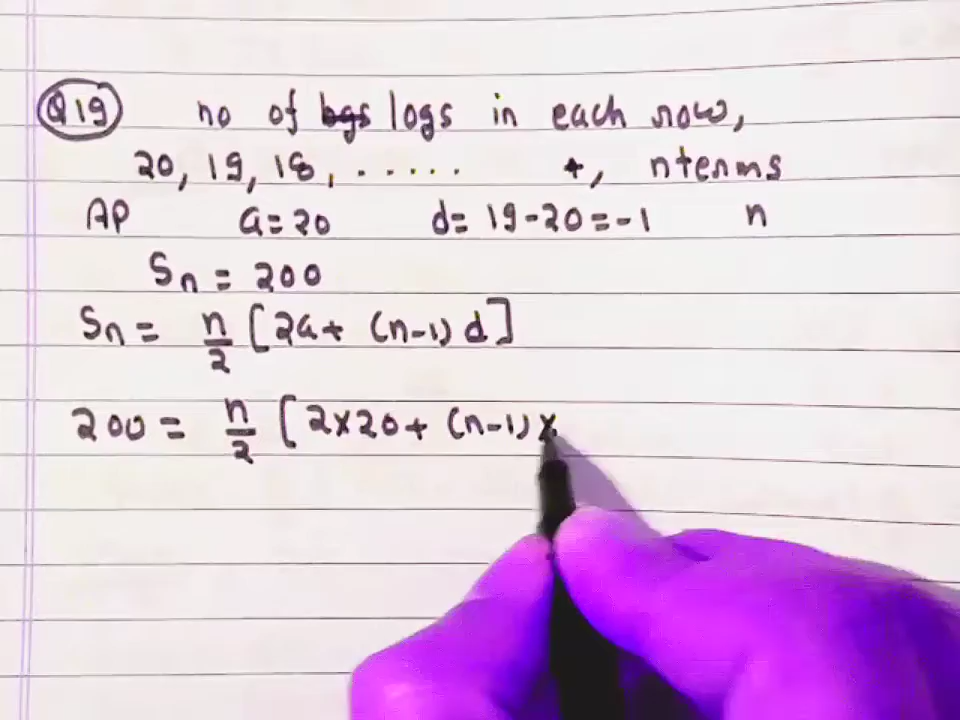 Q19 no of bgs logs in each row,
20, 19, 18, ..... +, n terms
AP a=20 d= 19-20=-1 n
Sn = 200
Sn = n/2 [2a+ (n-1) d]
200 = n/2 [2×20+ (n-1)×